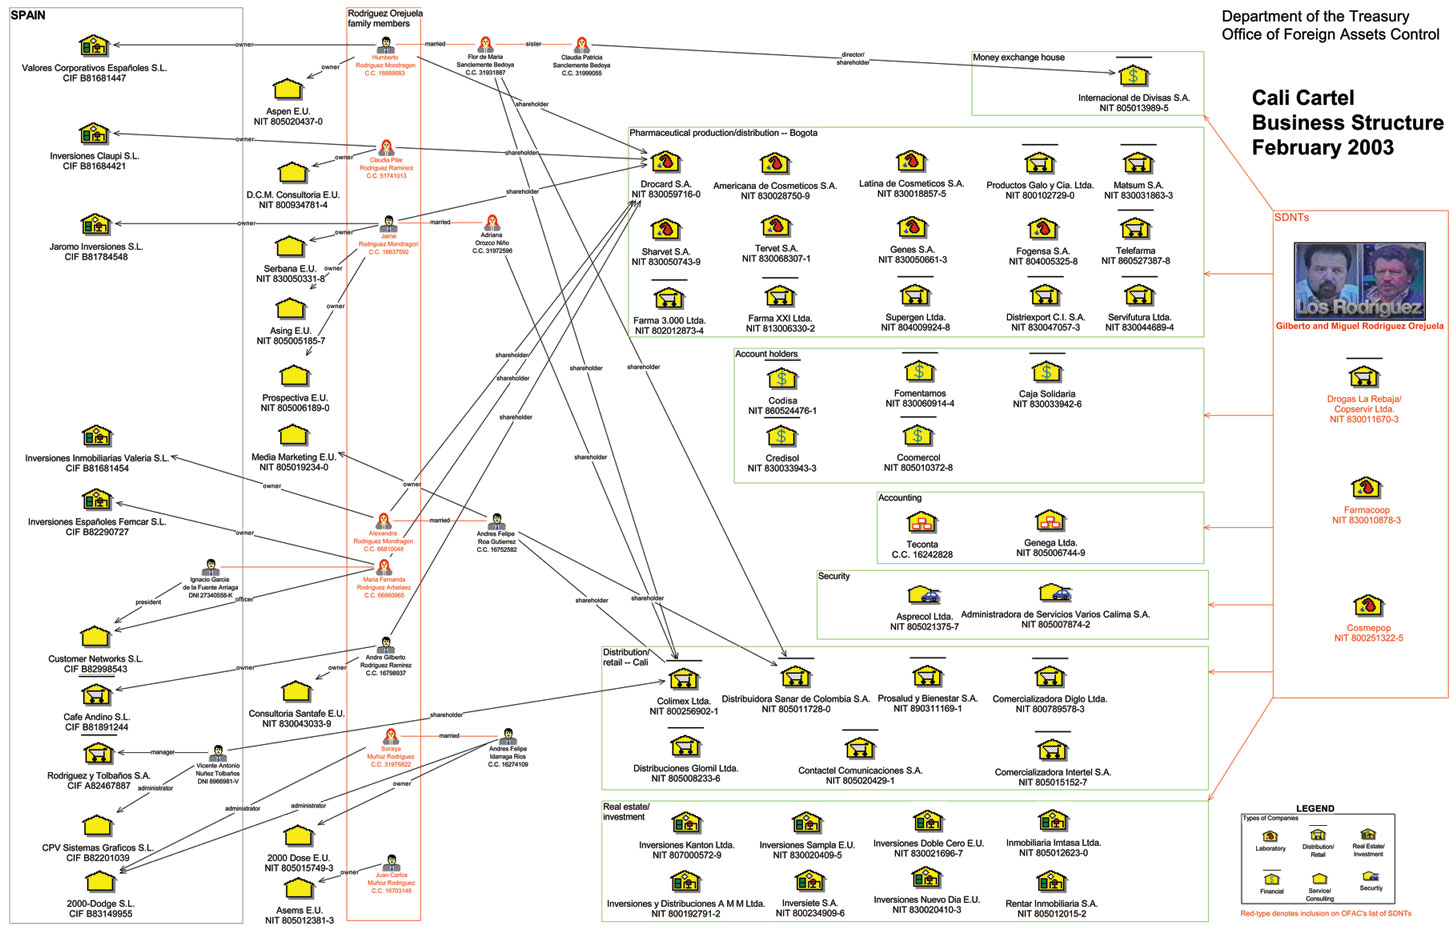 SPAIN
Valores Corporativos Españoles S.L.
CIF B81681447
Inversiones Claupi S.L.
CIF B81684421
Jaromo Inversiones S.L.
CIF B81784548
Inversiones Inmobiliarias Valeria S.L.
CIF B81681454
Inversiones Españoles Femcar S.L.
CIF B82290727
Ignacio Garcia
de la Fuente Arriaga
DNI 27340558-K
president
officer
Customer Networks S.L.
CIF B82998543
Cafe Andino S.L.
CIF B81891244
Rodriguez y Tolbaños S.A.
CIF A82467887
manager
Vicente Antonio
Nuñez Tolbaños
DNI 8966981-V
administrator
CPV Sistemas Graficos S.L.
CIF B82201039
2000-Dodge S.L.
CIF B83149955
owner
owner
owner
owner
owner
owner
administrator
administrator
Aspen E.U.
NIT 805020437-0
D.C.M. Consultoria E.U.
NIT 800934781-4
Serbana E.U.
NIT 830050331-8
Asing E.U.
NIT 805005185-7
Prospectiva E.U.
NIT 805006189-0
Media Marketing E.U.
NIT 805019234-0
Consultoria Santafe E.U.
NIT 830043033-9
2000 Dose E.U.
NIT 805015749-3
Asems E.U.
NIT 805012381-3
owner
owner
owner
owner
owner
owner
owner
owner
owner
Rodriguez Orejuela
family members
Humberto
Rodriguez Mondragon
C.C. 16688683
Claudia Pilar
Rodriguez Ramirerz
C.C. 51741013
Jaime
Rodriguez Mondragon
C.C. 16637592
Alexandra
Rodriguez Mondragon
C.C. 66810048
Maria Fernanda
Rodriguez Arbelaez
C.C. 66860965
Andre Gilberto
Rodriguez Ramirez
C.C. 16798937
Soraya
Muñoz Rodriguez
C.C. 31976822
Juan Carlos
Muñoz Rodriguez
C.C. 16703148
married
Flor de Maria
Sanclemente Bedoya
C.C. 31931887
sister
Claudia Patricia
Sanclemente Bedoya
C.C. 31999055
married
Adriana
Orozco Niño
C.C. 31972596
married
Andres Felipe
Roa Gutierrez
C.C. 16752582
married
Andres Felipe
Idarraga Rios
C.C. 16274109
director/
shareholder
shareholder
shareholder
shareholder
shareholder
shareholder
shareholder
shareholder
shareholder
shareholder
shareholder
shareholder
shareholder
Money exchange house
Internacional de Divisas S.A.
NIT 805013989-5
Pharmaceutical production/distribution -- Bogota
Drocard S.A.
NIT 830059716-0
Americana de Cosmeticos S.A.
NIT 830028750-9
Latina de Cosmeticos S.A.
NIT 830018857-5
Productos Galo y Cia. Ltda.
NIT 800102729-0
Matsum S.A.
NIT 830031863-3
Sharvet S.A.
NIT 830050743-9
Tervet S.A.
NIT 830068307-1
Genes S.A.
NIT 830050661-3
Fogensa S.A.
NIT 804005325-8
Telefarma
NIT 860527387-8
Farma 3.000 Ltda.
NIT 802012873-4
Farma XXI Ltda.
NIT 813006330-2
Supergen Ltda.
NIT 804009924-8
Distriexport C.I. S.A.
NIT 830047057-3
Servifutura Ltda.
NIT 830044689-4
Account holders
Codisa
NIT 860524476-1
Fomentamos
NIT 830060914-4
Caja Solidaria
NIT 830033942-6
Credisol
NIT 830033943-3
Coomercol
NIT 805010372-8
Accounting
Teconta
C.C. 16242828
Genega Ltda.
NIT 805006744-9
Security
Asprecol Ltda.
NIT 805021375-7
Administradora de Servicios Varios Calima S.A.
NIT 805007874-2
Distribution/
retail -- Cali
Colimex Ltda.
NIT 800256902-1
Distribuidora Sanar de Colombia S.A.
NIT 805011728-0
Prosalud y Bienestar S.A.
NIT 890311169-1
Comercializadora Diglo Ltda.
NIT 800789578-3
Distribuciones Glomil Ltda.
NIT 805008233-6
Contactel Comunicaciones S.A.
NIT 805020429-1
Comercializadora Intertel S.A.
NIT 805015152-7
Real estate/
investment
Inversiones Kanton Ltda.
NIT 807000572-9
Inversiones Sampla E.U.
NIT 830020409-5
Inversiones Doble Cero E.U.
NIT 830021696-7
Inmobiliaria Imtasa Ltda.
NIT 805012623-0
Inversiones y Distribuciones A M M Ltda.
NIT 800192791-2
Inversiete S.A.
NIT 800234909-6
Inversiones Nuevo Dia E.U.
NIT 830020410-3
Rentar Inmobiliaria S.A.
NIT 805012015-2
Department of the Treasury
Office of Foreign Assets Control
Cali Cartel
Business Structure
February 2003
SDNTs
Los Rodriguez
Gilberto and Miguel Rodriguez Orejuela
Drogas La Rebaja/
Copservir Ltda.
NIT 830011670-3
Farmacoop
NIT 830010878-3
Cosmepop
NIT 800251322-5
LEGEND
Types of Companies
Laboratory
Distribution/
Retail
Real Estate/
Investment
Financial
Service/
Consulting
Securtiy
Red-type denotes inclusion on OFAC's list of SDNTs